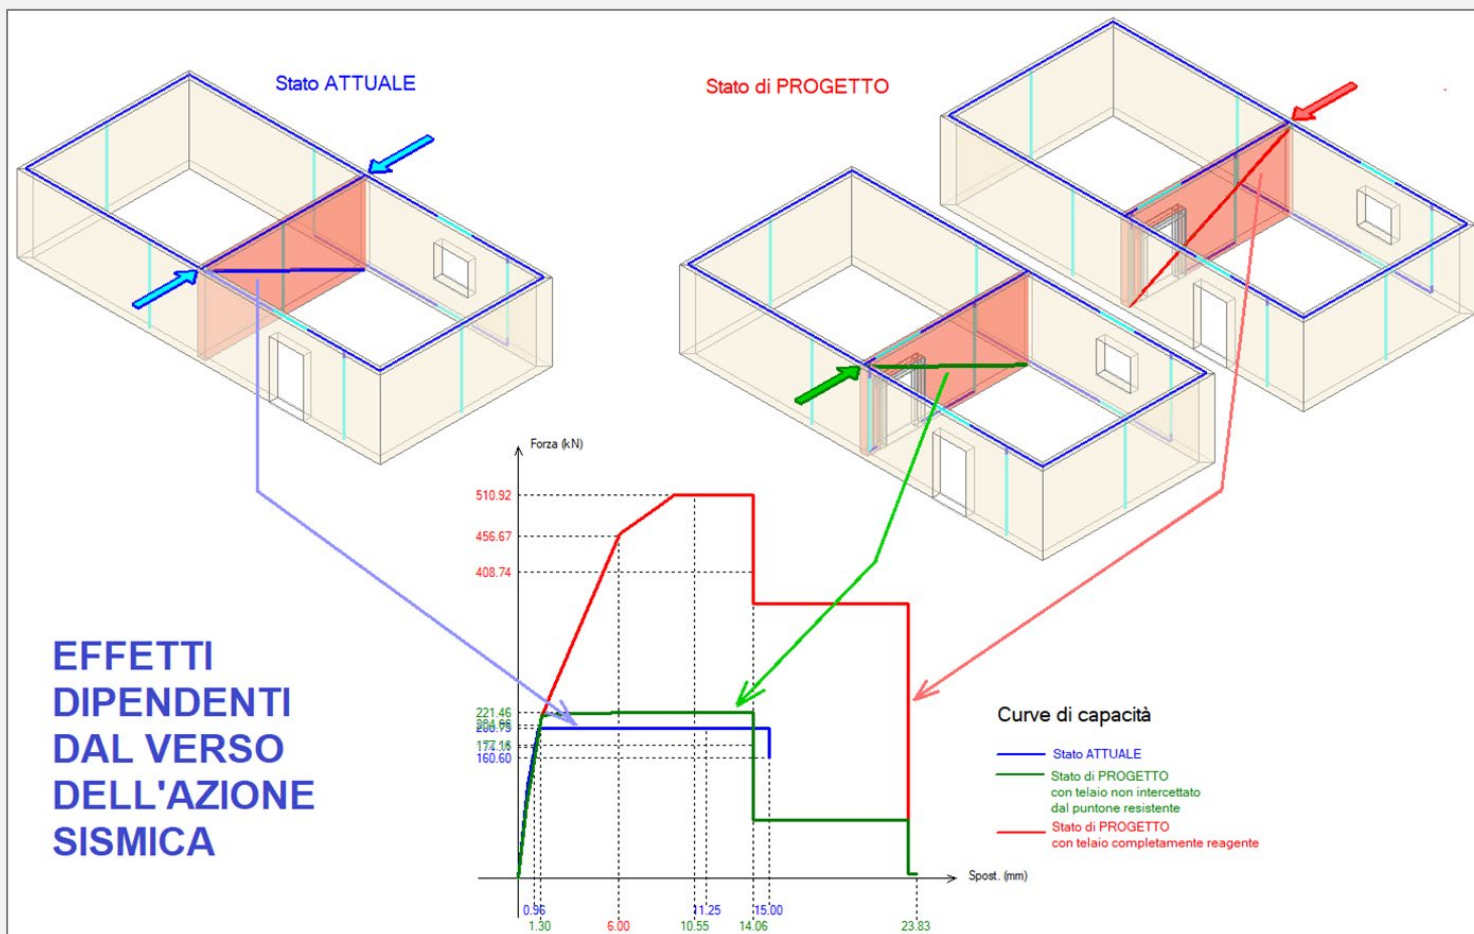 Stato ATTUALE
Stato di PROGETTO
Forza (kN)
510.92
456.67
408.74
221.46
160.60
EFFETTI
DIPENDENTI
DAL VERSO
DELL'AZIONE
SISMICA
Curve di capacità
Stato ATTUALE
Stato di PROGETTO
con telaio non intercettato
dal puntone resistente
Stato di PROGETTO
con telaio completamente reagente
Spost. (mm)
0.96 11.25 15.00
1.30 6.00 10.55 14.06 23.83